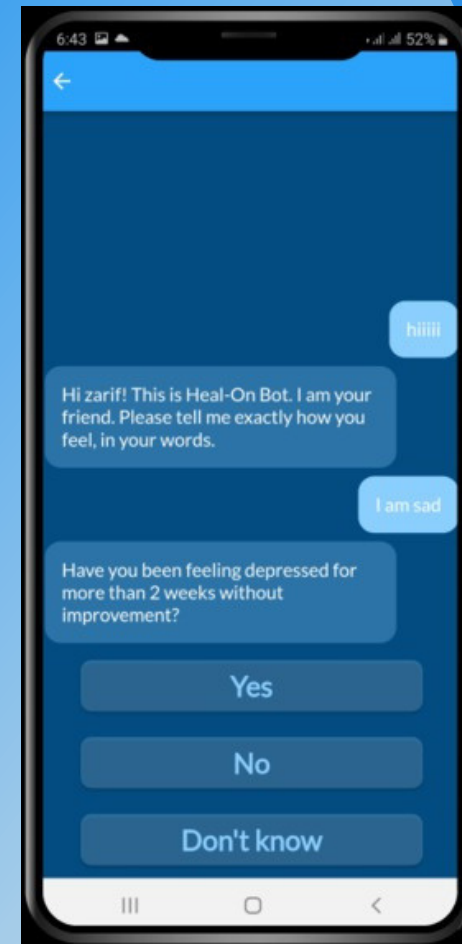 6:43 52%
hiiiii
Hi zarif! This is Heal-On Bot. I am your
friend. Please tell me exactly how you
feel, in your words.
I am sad
Have you been feeling depressed for
more than 2 weeks without
improvement?
Yes
No
Don't know